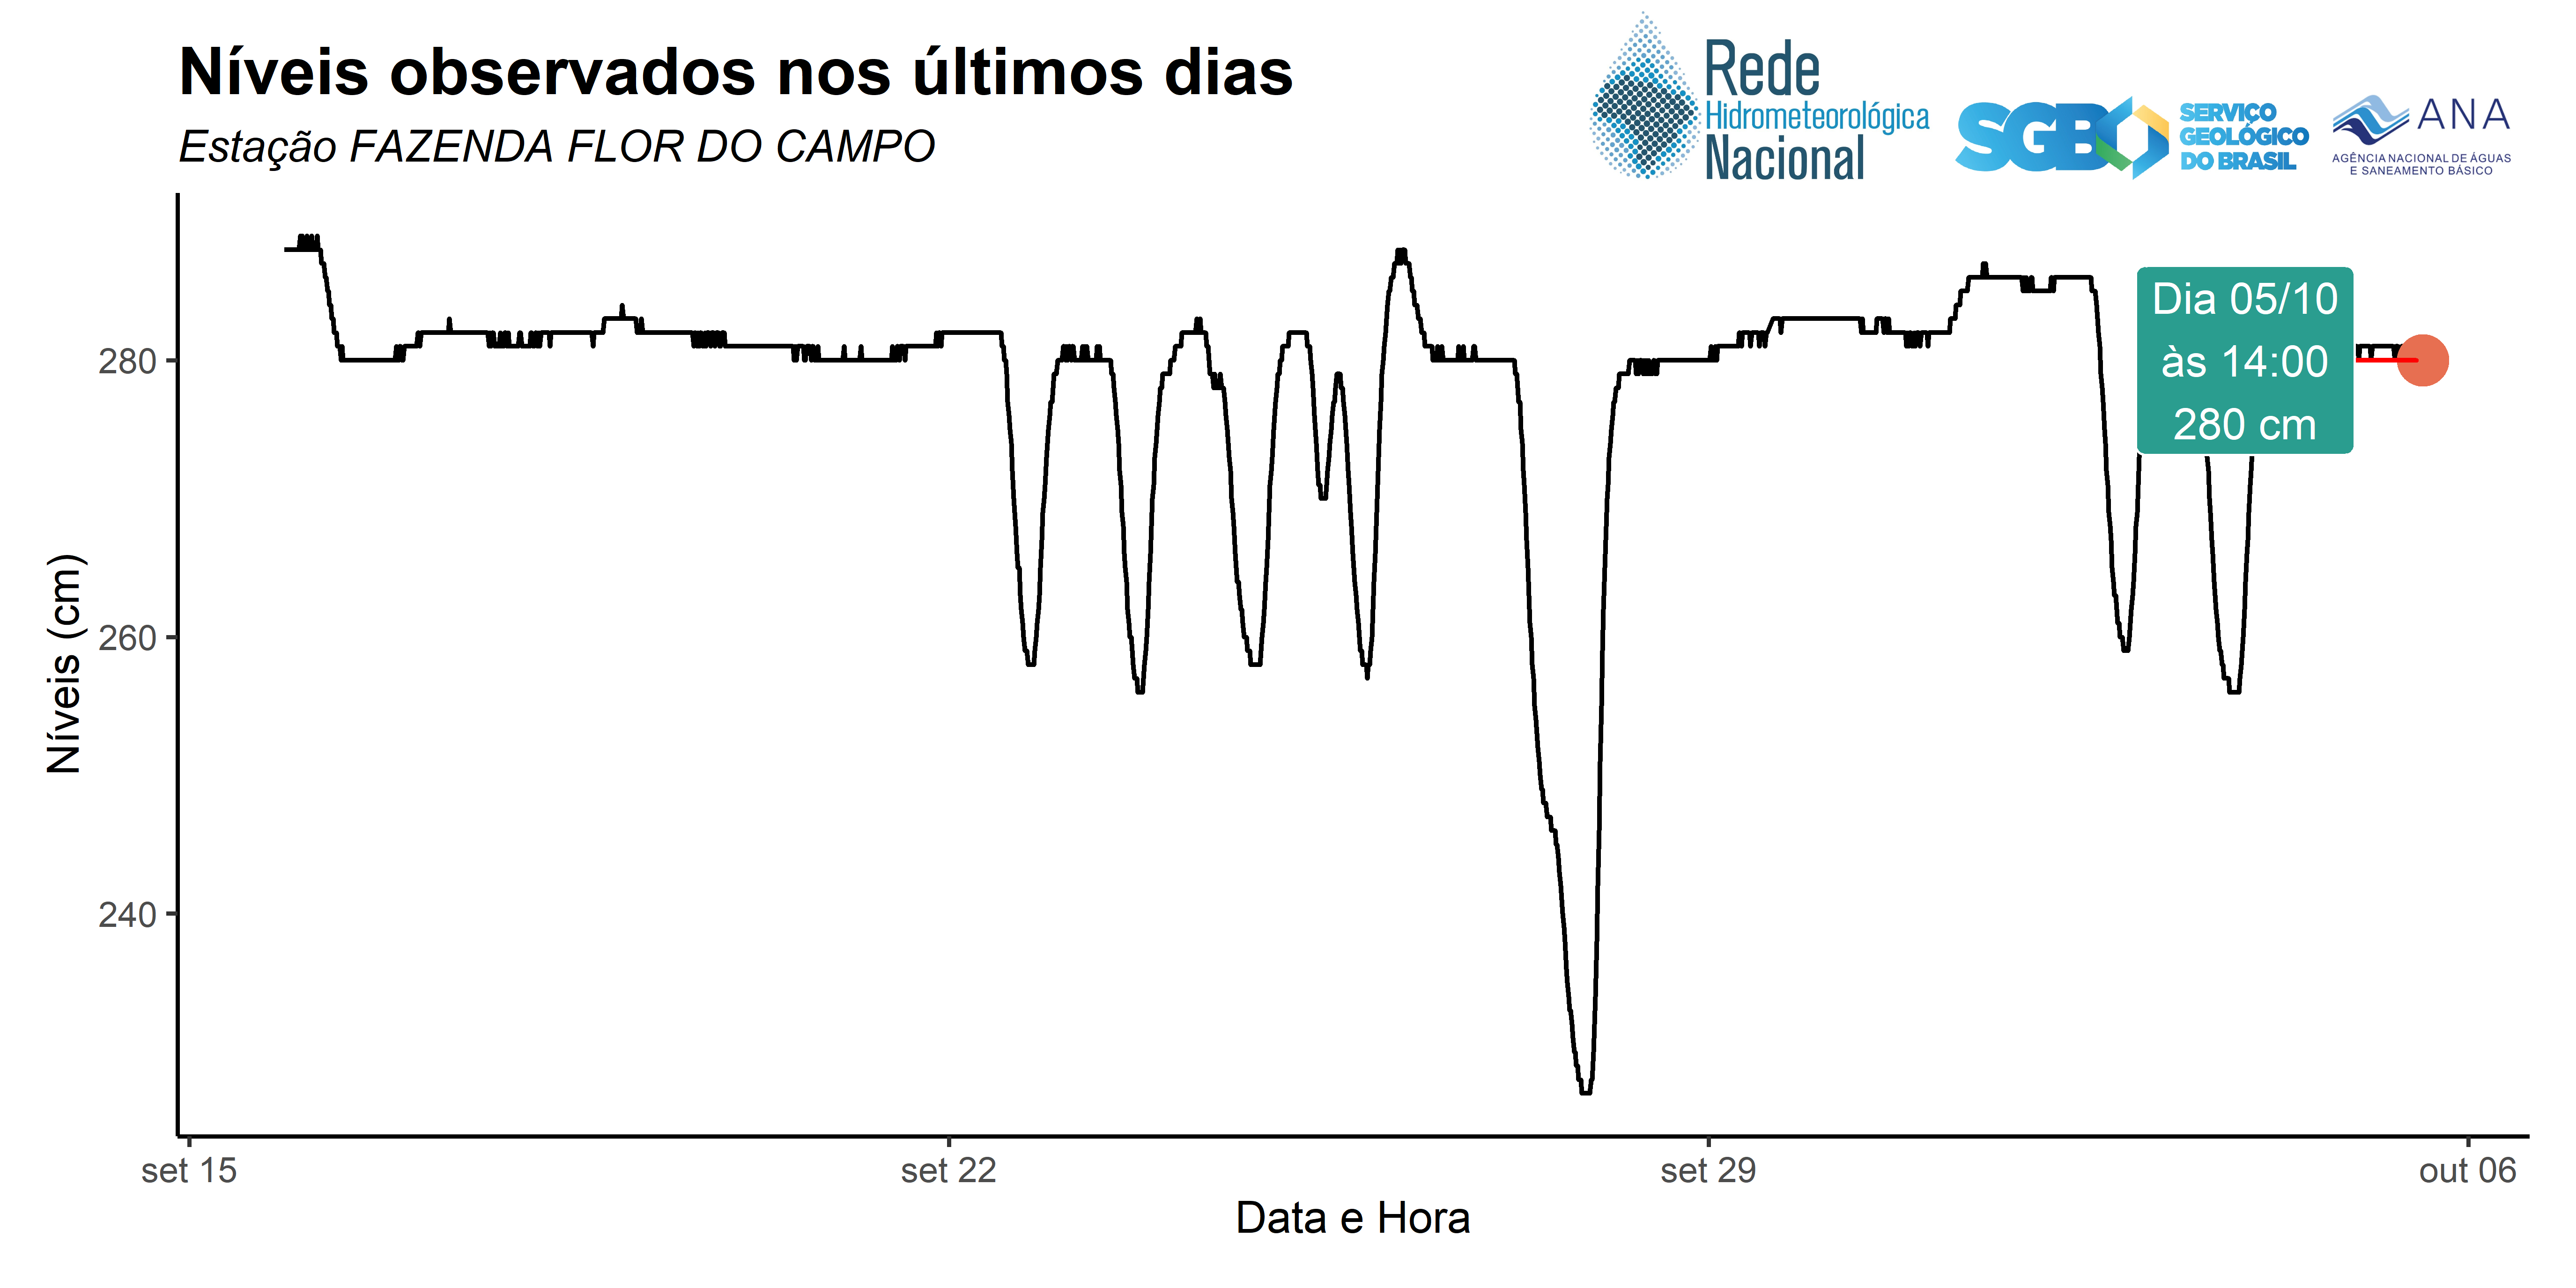 Níveis observados nos últimos dias
Estação FAZENDA FLOR DO CAMPO
Rede
Hidrometeorológica
Nacional
SGB
SERVIÇO
GEOLÓGICO
DO BRASIL
ANA
AGÊNCIA NACIONAL DE ÁGUAS
E SANEAMENTO BÁSICO
Níveis (cm)
280
260
240
Dia 05/10
às 14:00
280 cm
set 15
set 22
set 29
out 06
Data e Hora